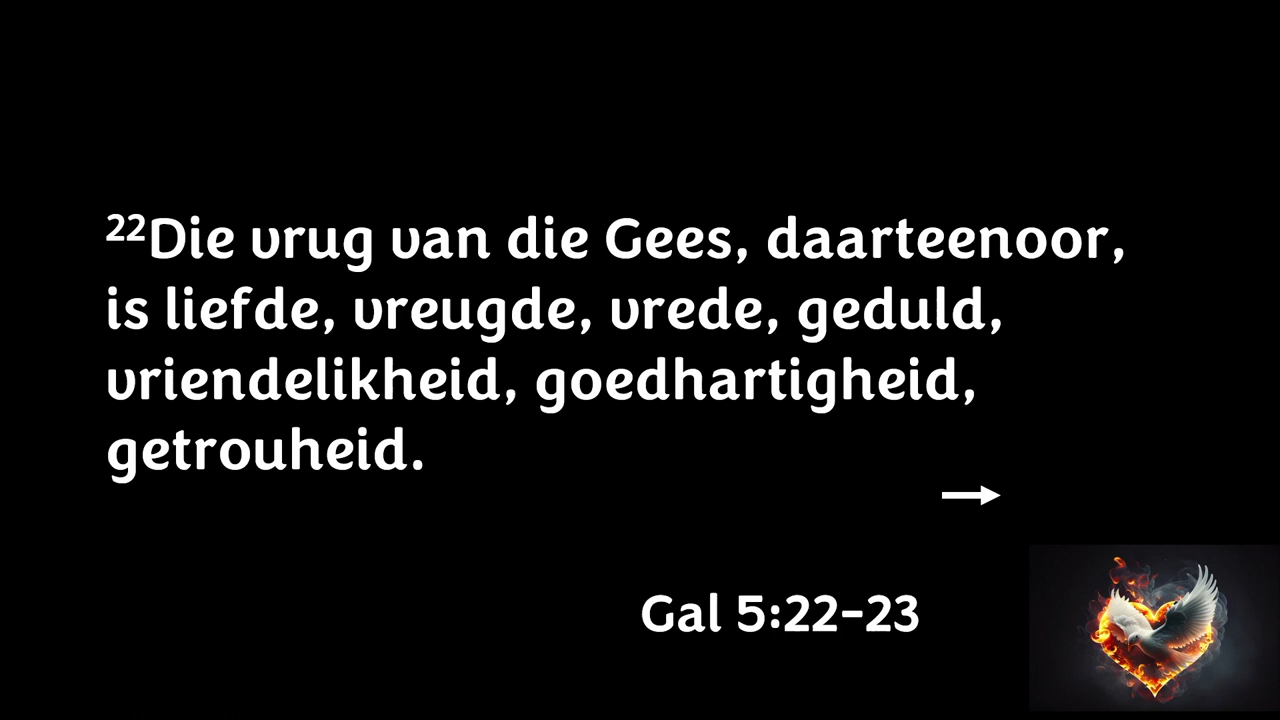 ²²Die vrug van die Gees, daarteenoor,
is liefde, vreugde, vrede, geduld,
vriendelikheid, goedhartigheid,
getrouheid.
Gal 5:22-23